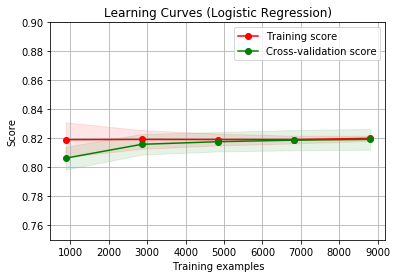 Learning Curves (Logistic Regression)
Training score
Cross-validation score
Score
0.90
0.88
0.86
0.84
0.82
0.80
0.78
0.76
1000 2000 3000 4000 5000 6000 7000 8000 9000
Training examples